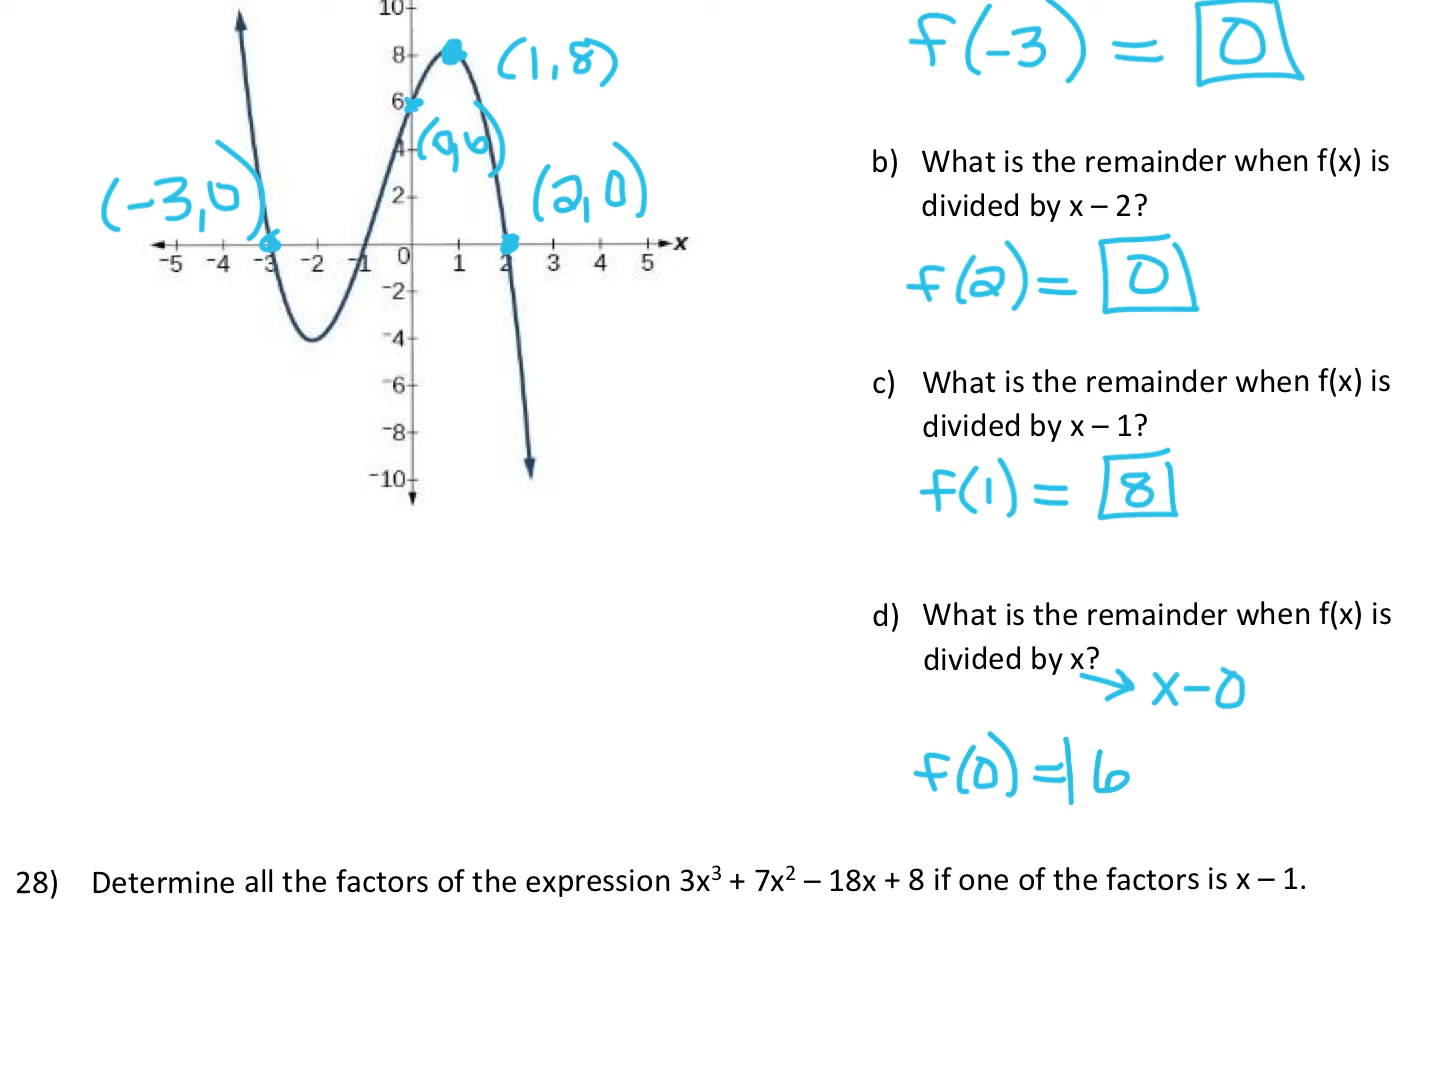 10
8
(1,8)
6
4
(0,6)
(-3,0)
2
(2,0)
-5 -4 -3 -2 -1 0 1 2 3 4 5 x
-2
-4
-6
-8
-10
f(-3) = 0
b) What is the remainder when f(x) is
divided by x – 2?
f(2) = 0
c) What is the remainder when f(x) is
divided by x – 1?
f(1) = 8
d) What is the remainder when f(x) is
divided by x?
→ x-0
f(0) = 6
28) Determine all the factors of the expression 3x³ + 7x² – 18x + 8 if one of the factors is x – 1.